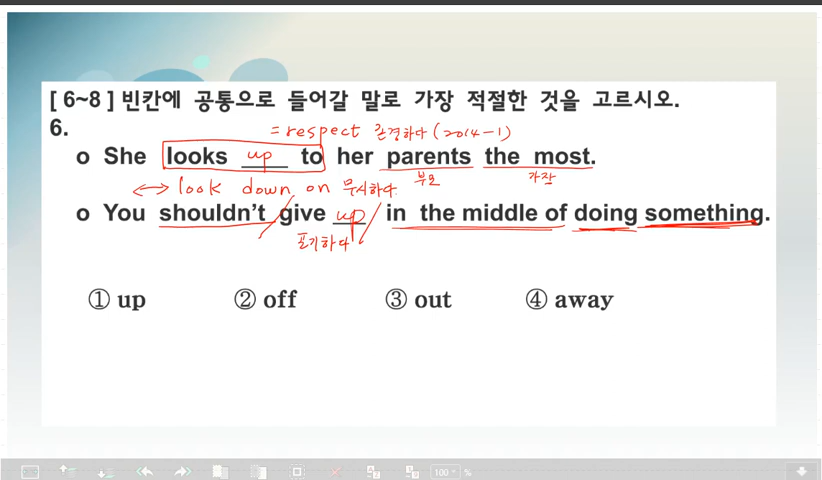 [ 6~8 ] 빈칸에 공통으로 들어갈 말로 가장 적절한 것을 고르시오.
6.
= respect 존경하다 (2014-1)
o She looks up to her parents the most.
부모 가장
↔ look down on 무시하다.
o You shouldn't give up in the middle of doing something.
포기하다
① up ② off ③ out ④ away
100 %